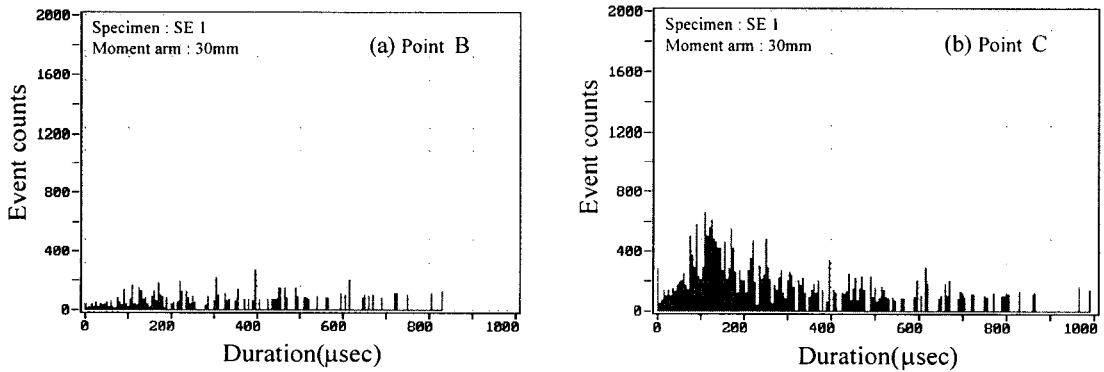 2000
1600
1200
800
400
0
Event counts
Specimen : SE 1
Moment arm : 30mm
(a) Point B
0 200 400 600 800 1000
Duration(μsec)
2000
1600
1200
800
400
0
Event counts
Specimen : SE 1
Moment arm : 30mm
(b) Point C
0 200 400 600 800 1000
Duration(μsec)